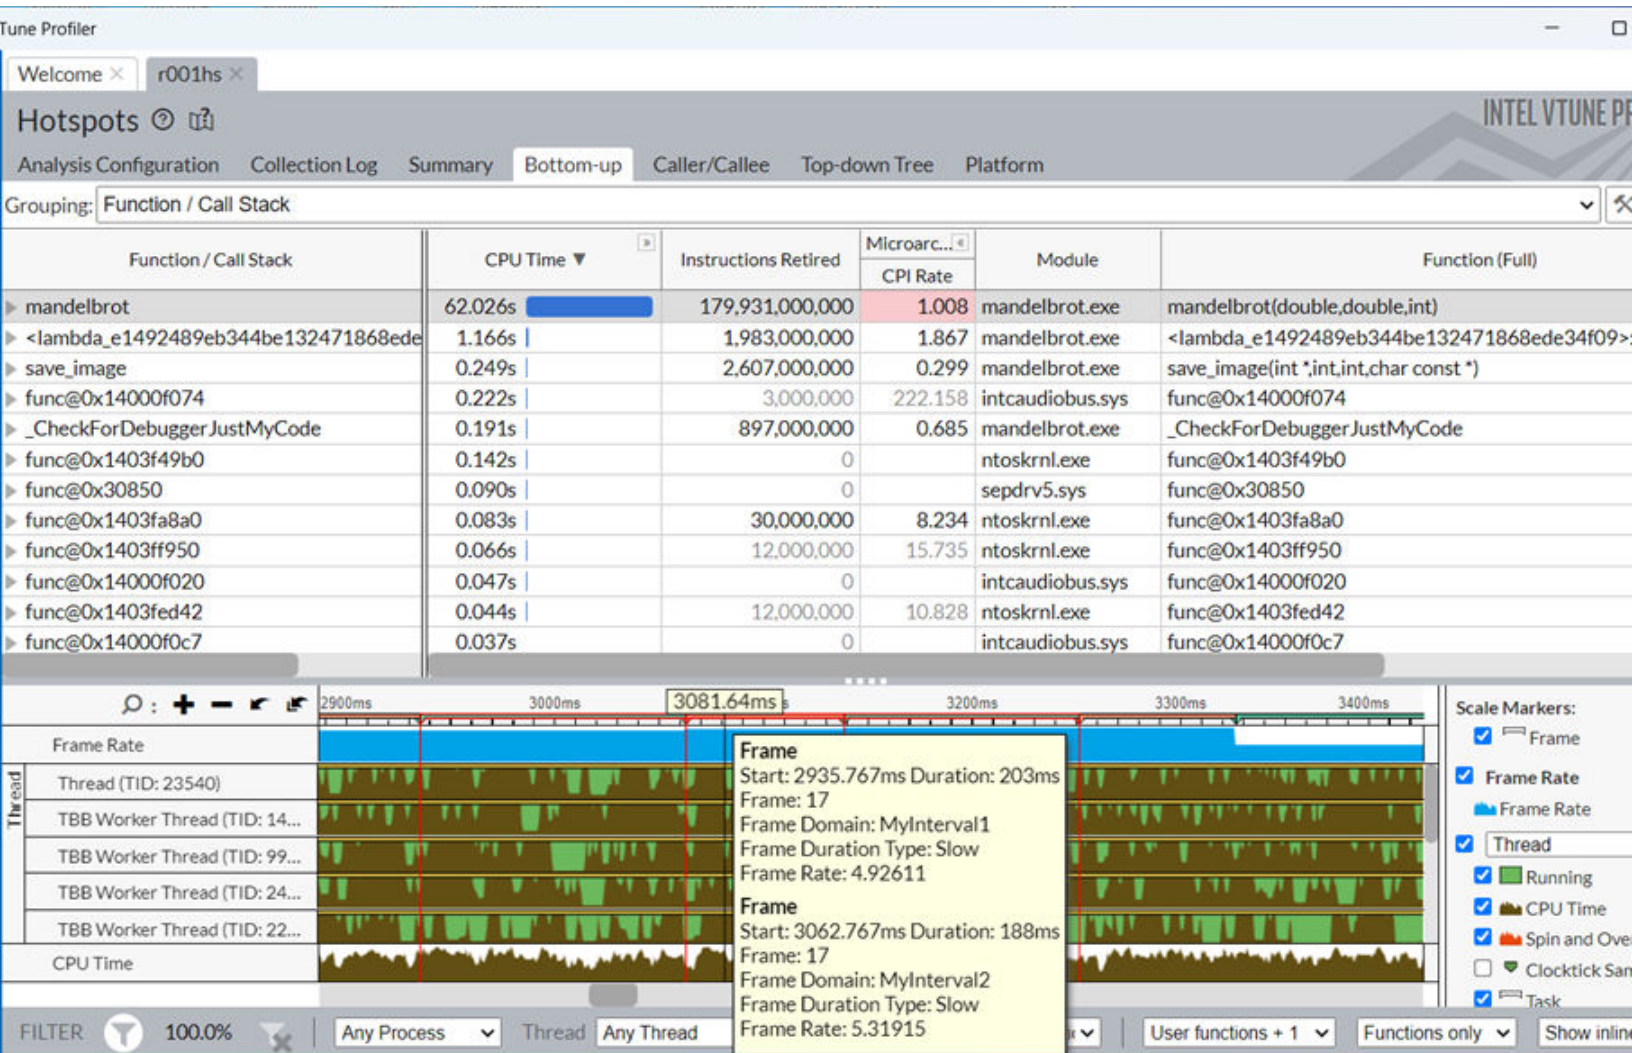 Tune Profiler
Welcome r001hs
Hotspots
INTEL VTUNE
Analysis Configuration Collection Log Summary Bottom-up Caller/Callee Top-down Tree Platform
Grouping: Function / Call Stack
Function / Call Stack CPU Time ▼ Instructions Retired Microarc... CPI Rate Module Function (Full)
mandelbrot 62.026s 179,931,000,000 1.008 mandelbrot.exe mandelbrot(double,double,int)
<lambda_e1492489eb344be132471868ede 1.166s 1,983,000,000 1.867 mandelbrot.exe <lambda_e1492489eb344be132471868ede34f09>:
save_image 0.249s 2,607,000,000 0.299 mandelbrot.exe save_image(int *,int,int,char const *)
func@0x14000f074 0.222s 3,000,000 222.158 intcaudiobus.sys func@0x14000f074
_CheckForDebuggerJustMyCode 0.191s 897,000,000 0.685 mandelbrot.exe _CheckForDebuggerJustMyCode
func@0x1403f49b0 0.142s 0 ntoskrnl.exe func@0x1403f49b0
func@0x30850 0.090s 0 sepdrv5.sys func@0x30850
func@0x1403fa8a0 0.083s 30,000,000 8.234 ntoskrnl.exe func@0x1403fa8a0
func@0x1403ff950 0.066s 12,000,000 15.735 ntoskrnl.exe func@0x1403ff950
func@0x14000f020 0.047s 0 intcaudiobus.sys func@0x14000f020
func@0x1403fed42 0.044s 12,000,000 10.828 ntoskrnl.exe func@0x1403fed42
func@0x14000f0c7 0.037s 0 intcaudiobus.sys func@0x14000f0c7
2900ms 3000ms 3081.64ms 3200ms 3300ms 3400ms
Frame Rate
Thread
Thread (TID: 23540)
TBB Worker Thread (TID: 14...
TBB Worker Thread (TID: 99...
TBB Worker Thread (TID: 24...
TBB Worker Thread (TID: 22...
CPU Time
Frame
Start: 2935.767ms Duration: 203ms
Frame: 17
Frame Domain: MyInterval1
Frame Duration Type: Slow
Frame Rate: 4.92611
Frame
Start: 3062.767ms Duration: 188ms
Frame: 17
Frame Domain: MyInterval2
Frame Duration Type: Slow
Frame Rate: 5.31915
Scale Markers:
Frame
Frame Rate
Frame Rate
Thread
Running
CPU Time
Spin and Over
Clocktick Sam
Task
FILTER 100.0% Any Process Thread Any Thread User functions + 1 Functions only Show inline